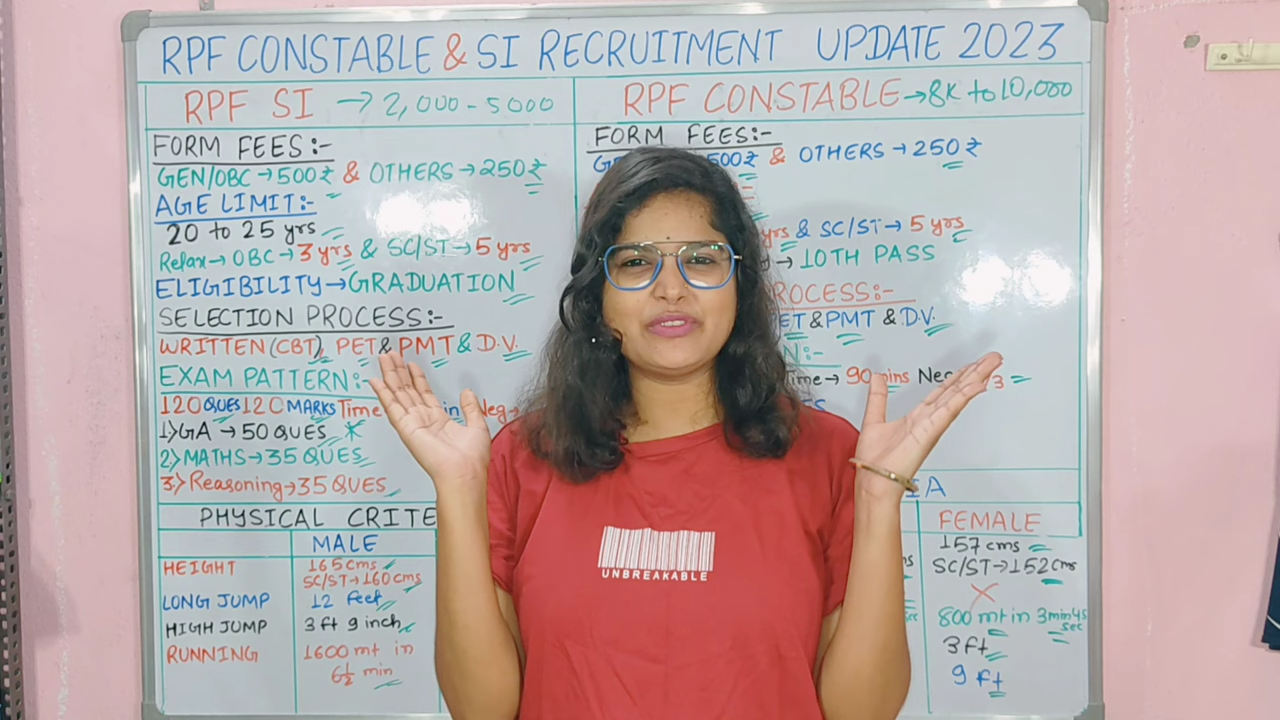 RPF CONSTABLE & SI RECRUITMENT UPDATE 2023
RPF SI → 2,000-5000
FORM FEES:-
GEN/OBC → 500₹ & OTHERS → 250₹
AGE LIMIT:-
20 to 25 yrs
Relax → OBC → 3 yrs & SC/ST → 5 yrs
ELIGIBILITY → GRADUATION
SELECTION PROCESS:-
WRITTEN (CBT), PET & PMT & D.V.
EXAM PATTERN:-
120 QUES 120 MARKS Time
1) GA → 50 QUES
2) MATHS → 35 QUES
3) Reasoning → 35 QUES
RPF CONSTABLE → 8K to 10,000
FORM FEES:-
500₹ & OTHERS → 250₹
yrs & SC/ST → 5 yrs
→ 10TH PASS
ROCESS:-
PET & PMT & D.V.
Time → 90 mins
PHYSICAL CRITE
IA
MALE
HEIGHT 165 cms
SC/ST → 160 cms
LONG JUMP 12 feet
HIGH JUMP 3 ft 9 inch
RUNNING 1600 mt in
6½ min
FEMALE
157 cms
SC/ST → 152 cms
X
800 mt in 3min 45
sec
3 ft
9 ft
UNBREAKABLE